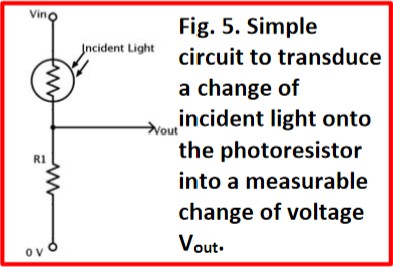 Vin
Incident Light
Vout
R1
0 V
Fig. 5. Simple
circuit to transduce
a change of
incident light onto
the photoresistor
into a measurable
change of voltage
Vout.